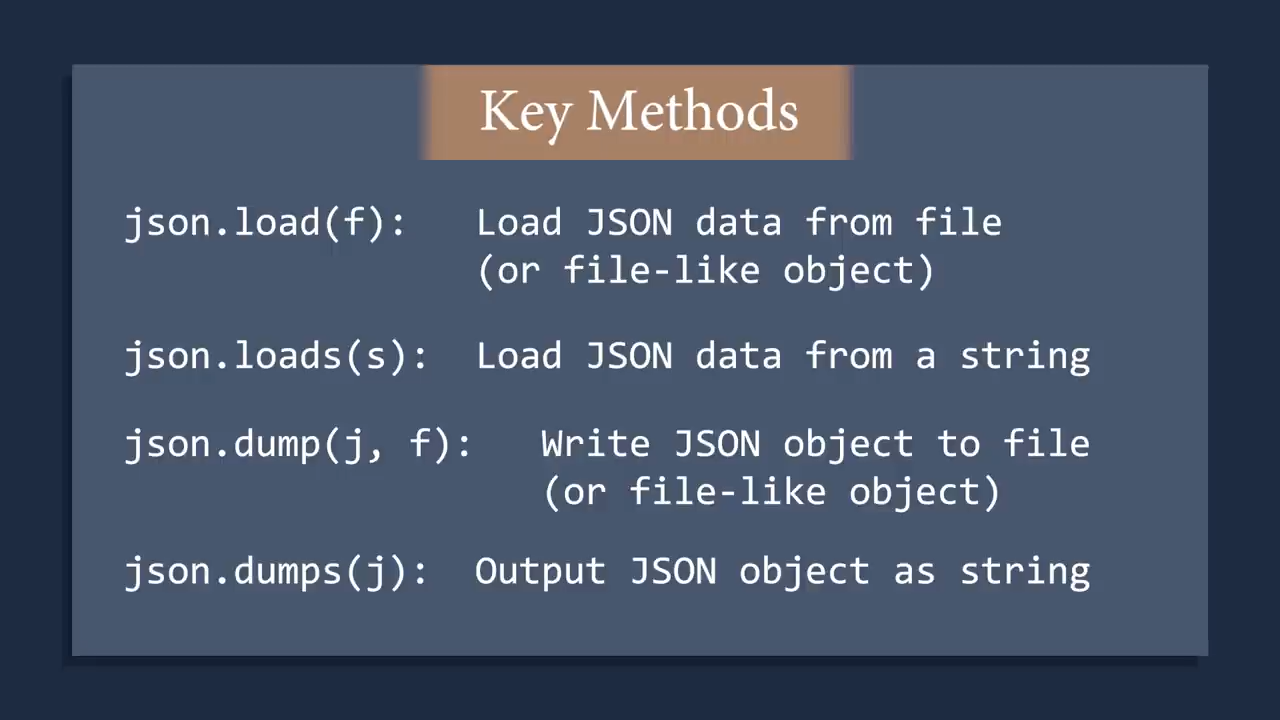 Key Methods
json.load(f): Load JSON data from file
(or file-like object)
json.loads(s): Load JSON data from a string
json.dump(j, f): Write JSON object to file
(or file-like object)
json.dumps(j): Output JSON object as string